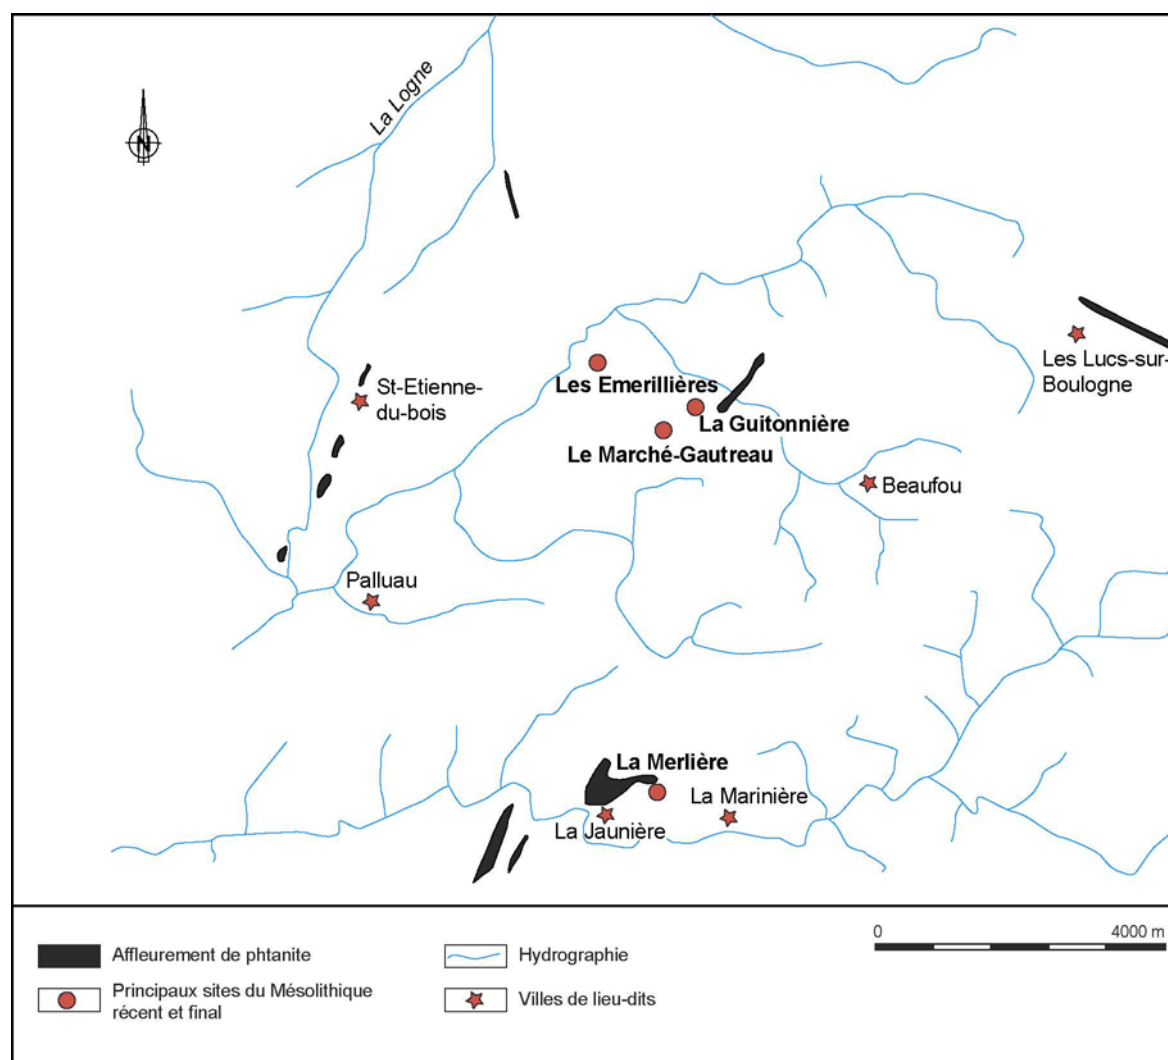 La Logne
N
St-Etienne-
du-bois
Les Emerillières
La Guitonnière
Le Marché-Gautreau
Les Lucs-sur-
Boulogne
Beaufou
Palluau
La Merlière
La Marinière
La Jaunière
0 4000 m
Affleurement de phtanite
Hydrographie
Principaux sites du Mésolithique
récent et final
Villes de lieu-dits